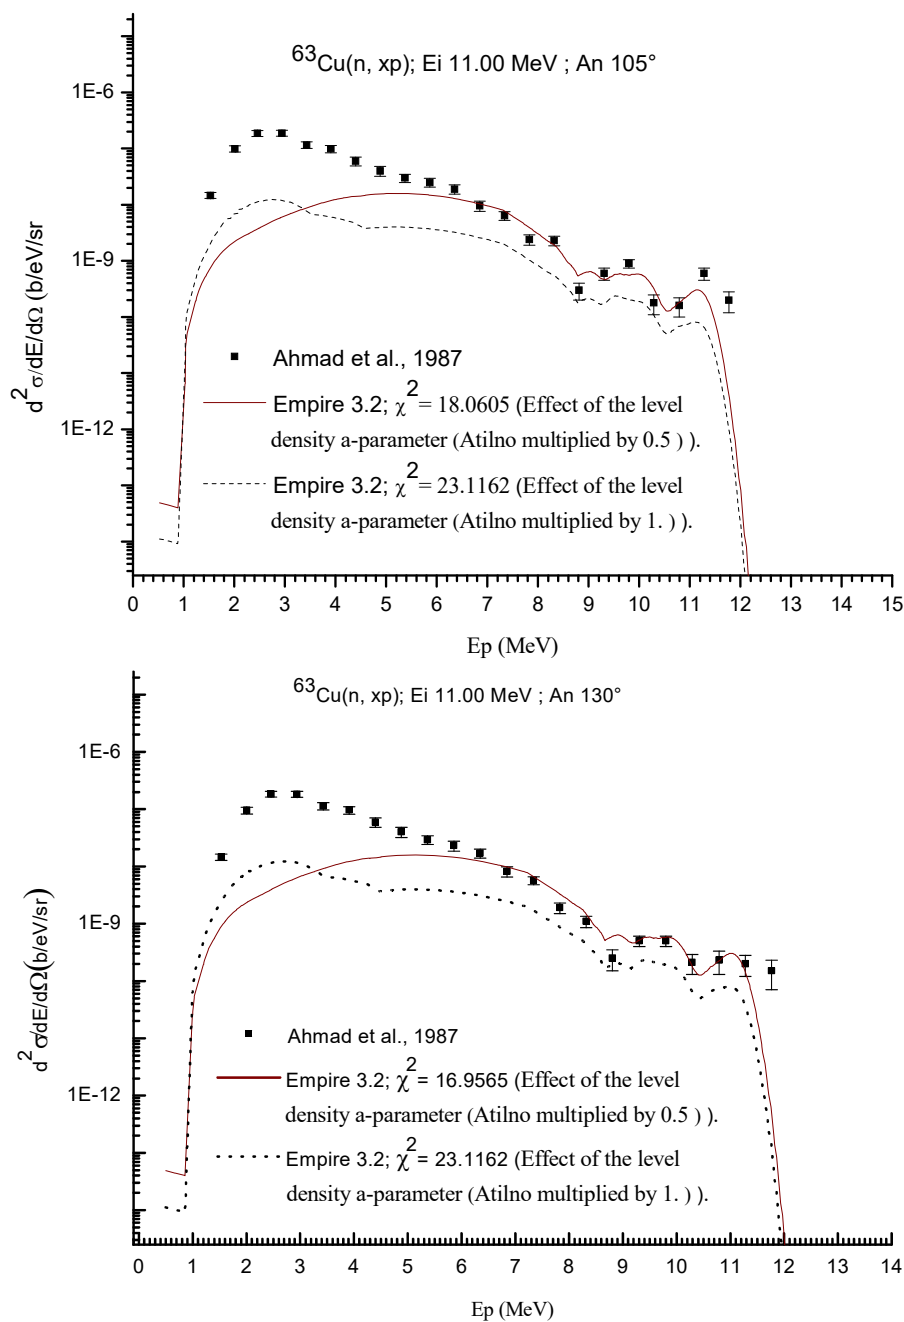 ⁶³Cu(n, xp); Ei 11.00 MeV ; An 105°
1E-6
1E-9
1E-12
d² σ/dE/dΩ (b/eV/sr)
Ahmad et al., 1987
Empire 3.2; χ² = 18.0605 (Effect of the level
density a-parameter (Atilno multiplied by 0.5 ) ).
Empire 3.2; χ² = 23.1162 (Effect of the level
density a-parameter (Atilno multiplied by 1. ) ).
0 1 2 3 4 5 6 7 8 9 10 11 12 13 14 15
Ep (MeV)
⁶³Cu(n, xp); Ei 11.00 MeV ; An 130°
1E-6
1E-9
1E-12
d² σ/dE/dΩ(b/eV/sr)
Ahmad et al., 1987
Empire 3.2; χ² = 16.9565 (Effect of the level
density a-parameter (Atilno multiplied by 0.5 ) ).
Empire 3.2; χ² = 23.1162 (Effect of the level
density a-parameter (Atilno multiplied by 1. ) ).
0 1 2 3 4 5 6 7 8 9 10 11 12 13 14
Ep (MeV)